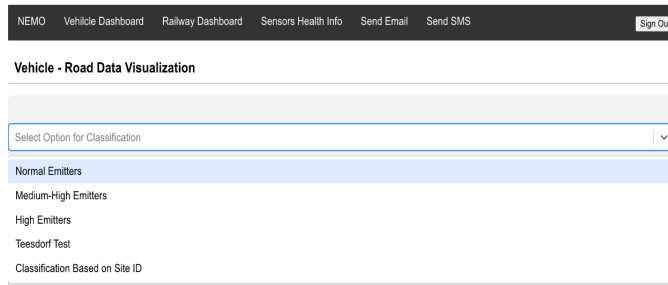 NEMO Vehilcle Dashboard Railway Dashboard Sensors Health Info Send Email Send SMS Sign Ou
Vehicle - Road Data Visualization
Select Option for Classification
Normal Emitters
Medium-High Emitters
High Emitters
Teesdorf Test
Classification Based on Site ID